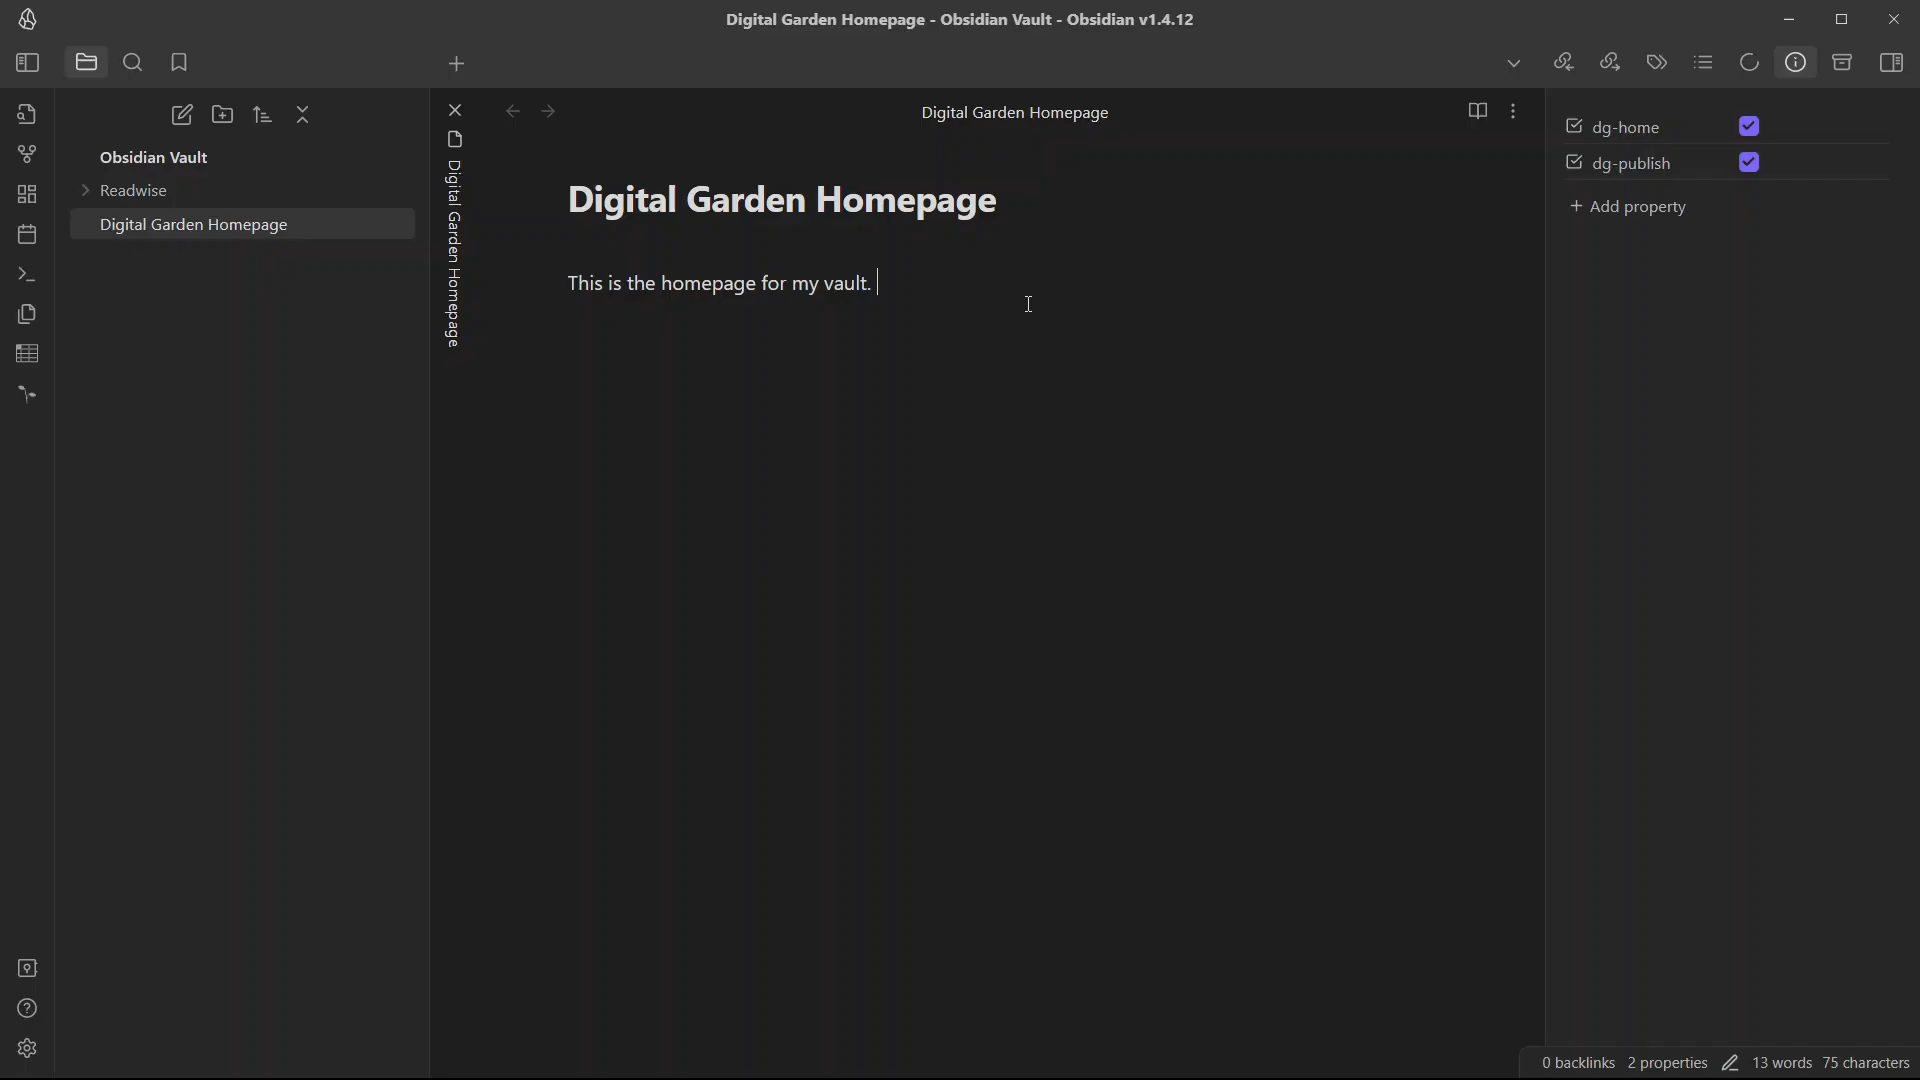 Digital Garden Homepage - Obsidian Vault - Obsidian v1.4.12
Obsidian Vault
Readwise
Digital Garden Homepage
Digital Garden Homepage
Digital Garden Homepage
Digital Garden Homepage
This is the homepage for my vault.
dg-home
dg-publish
+ Add property
0 backlinks 2 properties 13 words 75 characters